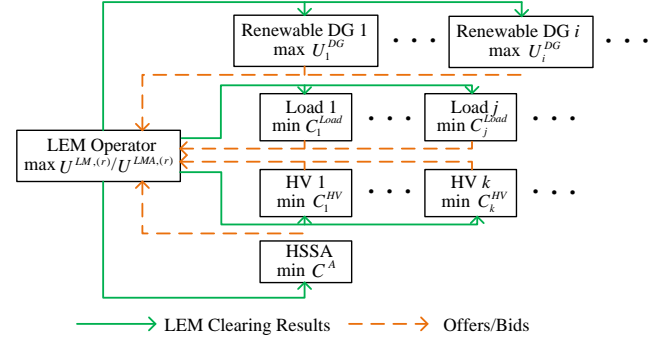 Renewable DG 1
max U_1^{DG}
Renewable DG i
max U_i^{DG}
Load 1
min C_1^{Load}
Load j
min C_j^{Load}
LEM Operator
max U^{LM,(r)}/U^{LMA,(r)}
HV 1
min C_1^{HV}
HV k
min C_k^{HV}
HSSA
min C^A
LEM Clearing Results
Offers/Bids